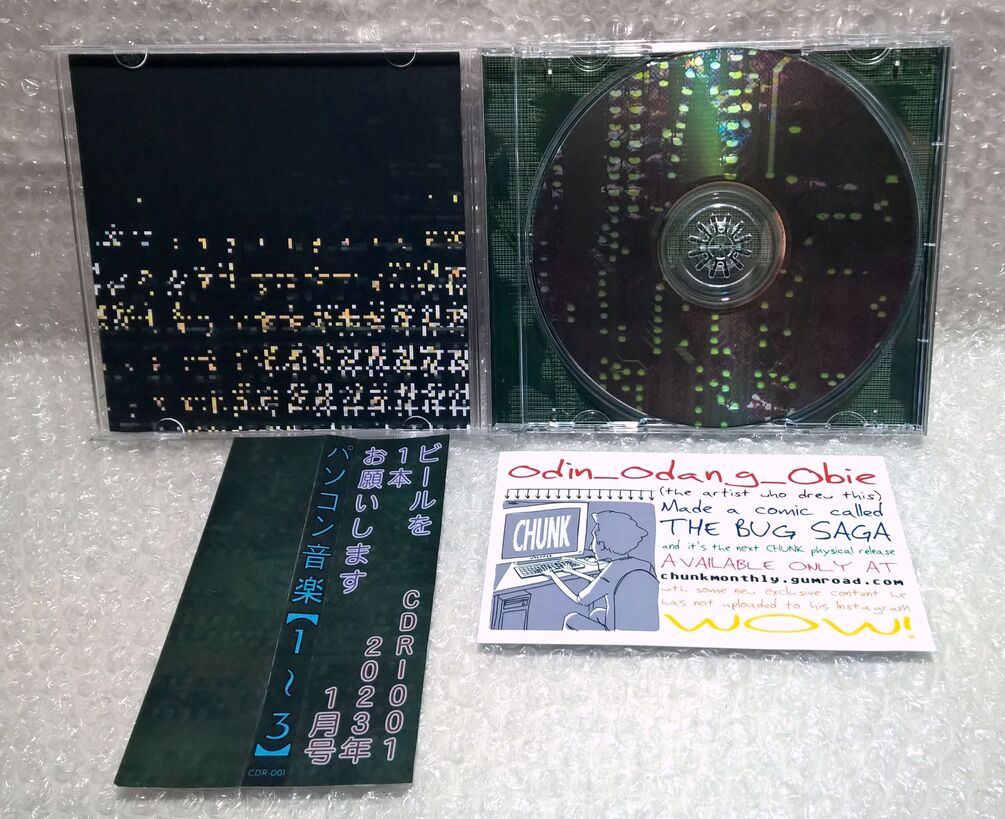 ビールを
1本
お願いします
CDRI001
2023年
1月号
パソコン音楽【1~3】
CDR-001
Odin_Odang_Obie
(the artist who drew this)
Made a comic called
THE BUG SAGA
and it's the next CHUNK physical release
AVAILABLE ONLY AT
chunkmonthly.gumroad.com
with some new exclusive content he
has not uploaded to his Instagram
WOW!
CHUNK